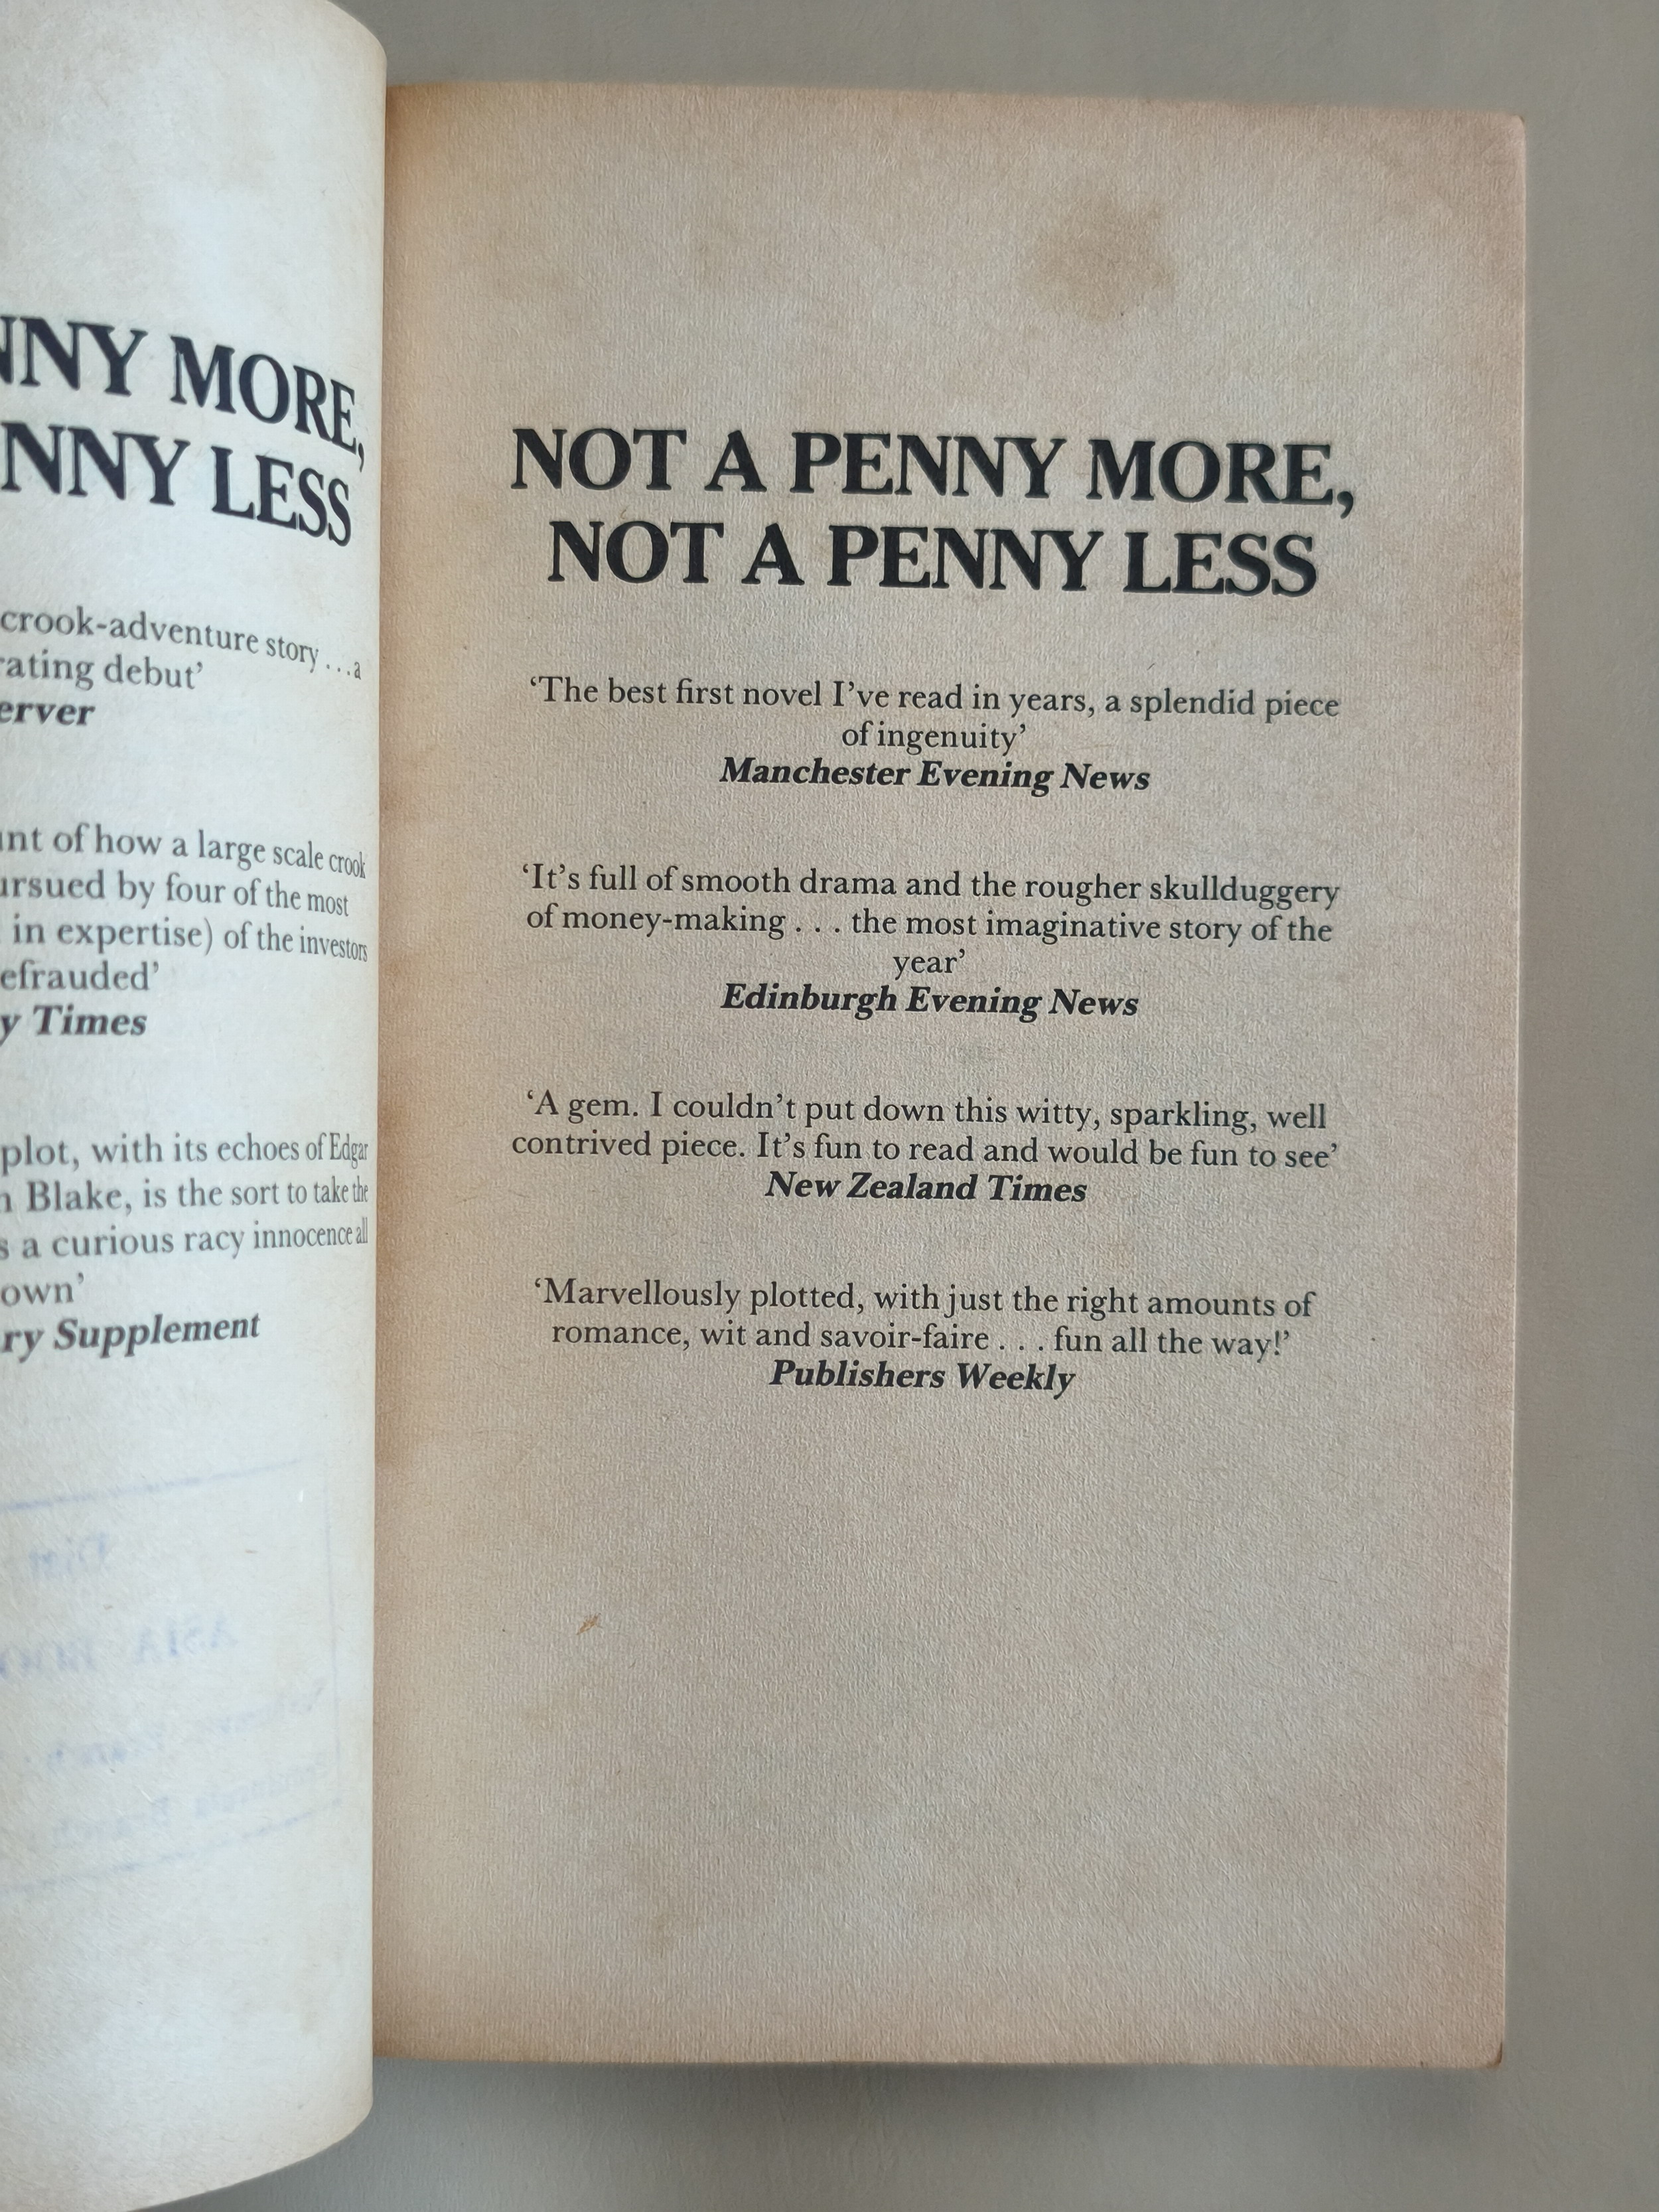 NNY MORE,
NNY LESS
crook-adventure story . . . a
debut’
unt of how a large scale crook
ursued by four of the most
in expertise) of the investors
efrauded’
y Times
plot, with its echoes of Edgar
Blake, is the sort to take the
s a curious racy innocence all
own’
ry Supplement
ASIA
NOT A PENNY MORE,
NOT A PENNY LESS
‘The best first novel I’ve read in years, a splendid piece
of ingenuity’
Manchester Evening News
‘It’s full of smooth drama and the rougher skullduggery
of money-making . . . the most imaginative story of the
year’
Edinburgh Evening News
‘A gem. I couldn’t put down this witty, sparkling, well
contrived piece. It’s fun to read and would be fun to see’
New Zealand Times
‘Marvellously plotted, with just the right amounts of
romance, wit and savoir-faire . . . fun all the way!’
Publishers Weekly